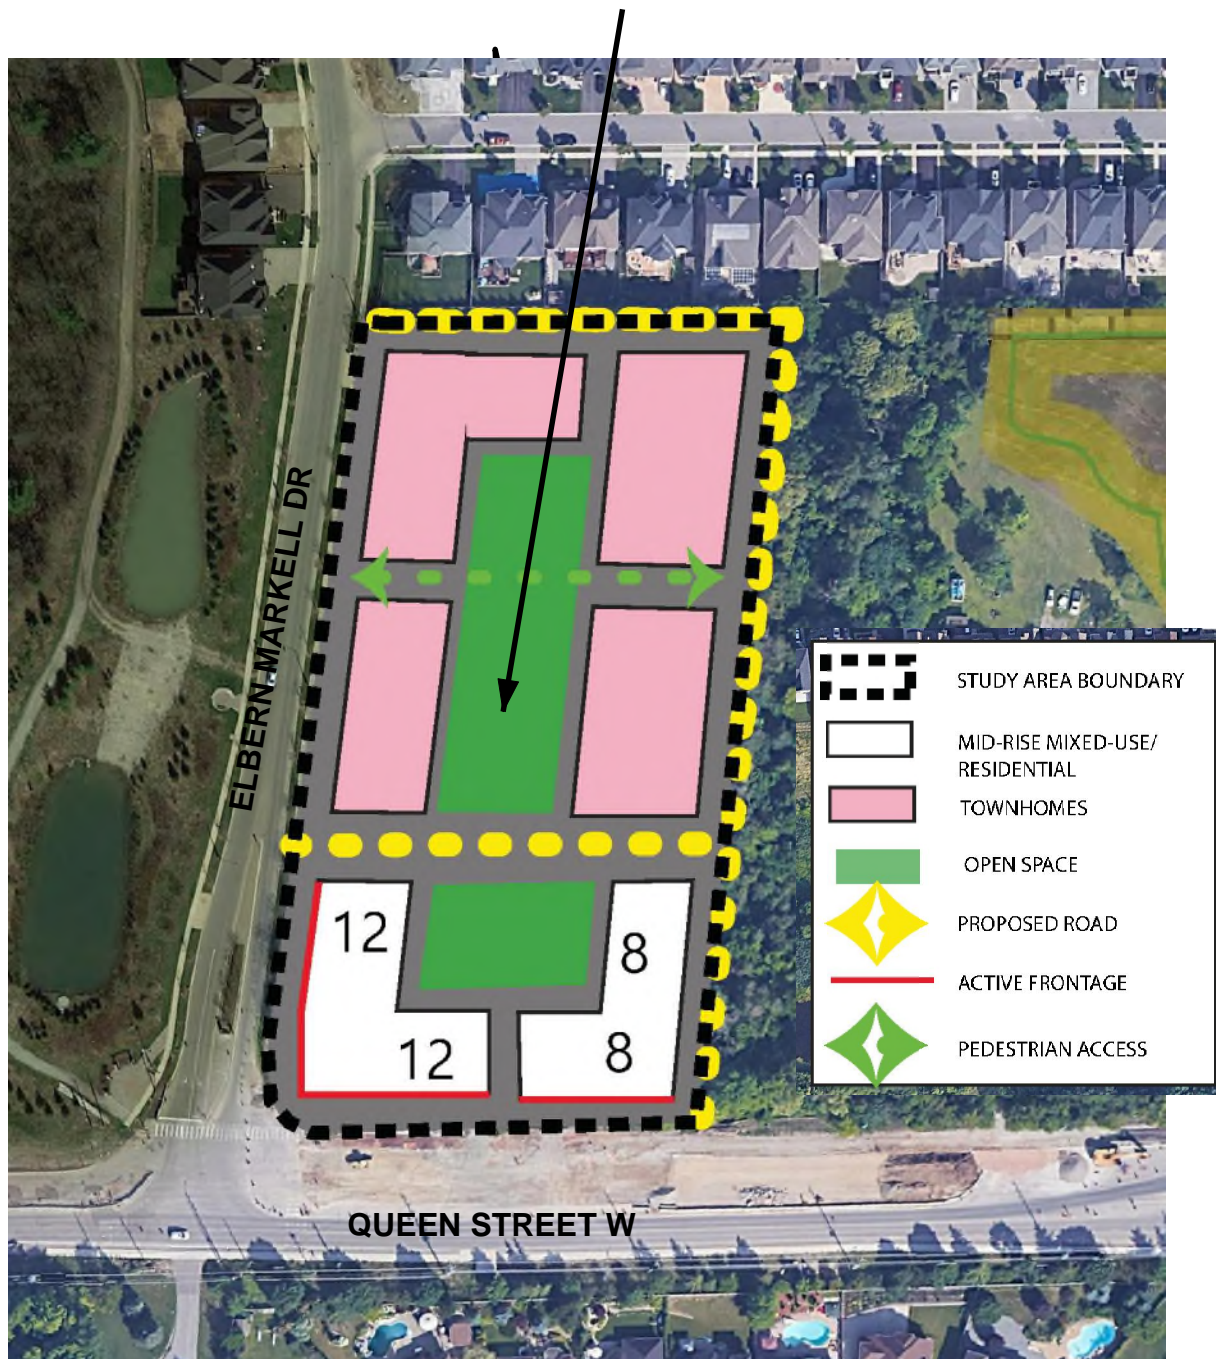 ELBERN MARKELL DR
STUDY AREA BOUNDARY
MID-RISE MIXED-USE/
RESIDENTIAL
TOWNHOMES
OPEN SPACE
PROPOSED ROAD
ACTIVE FRONTAGE
PEDESTRIAN ACCESS
12
8
12
8
QUEEN STREET W